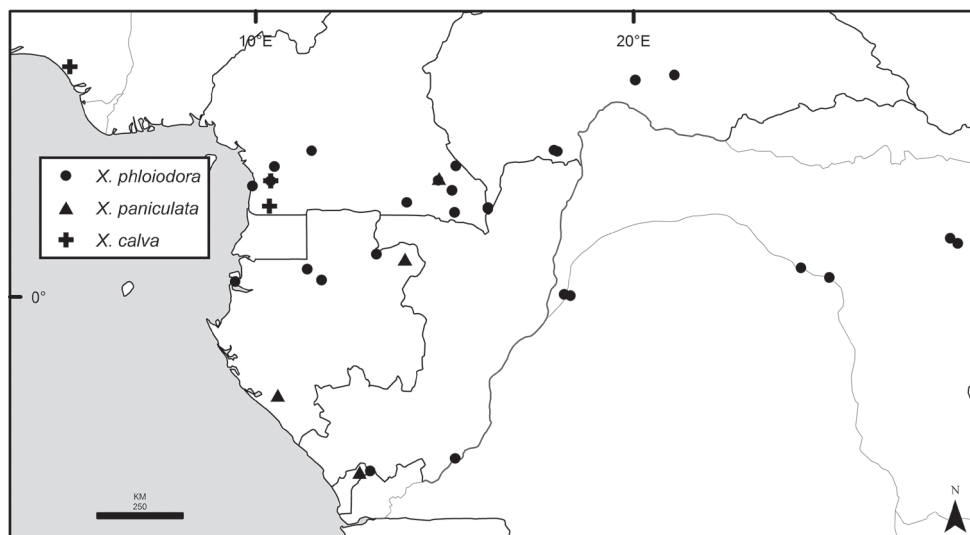 10°E
20°E
X. phloiodora
X. paniculata
X. calva
0°
KM
250
N